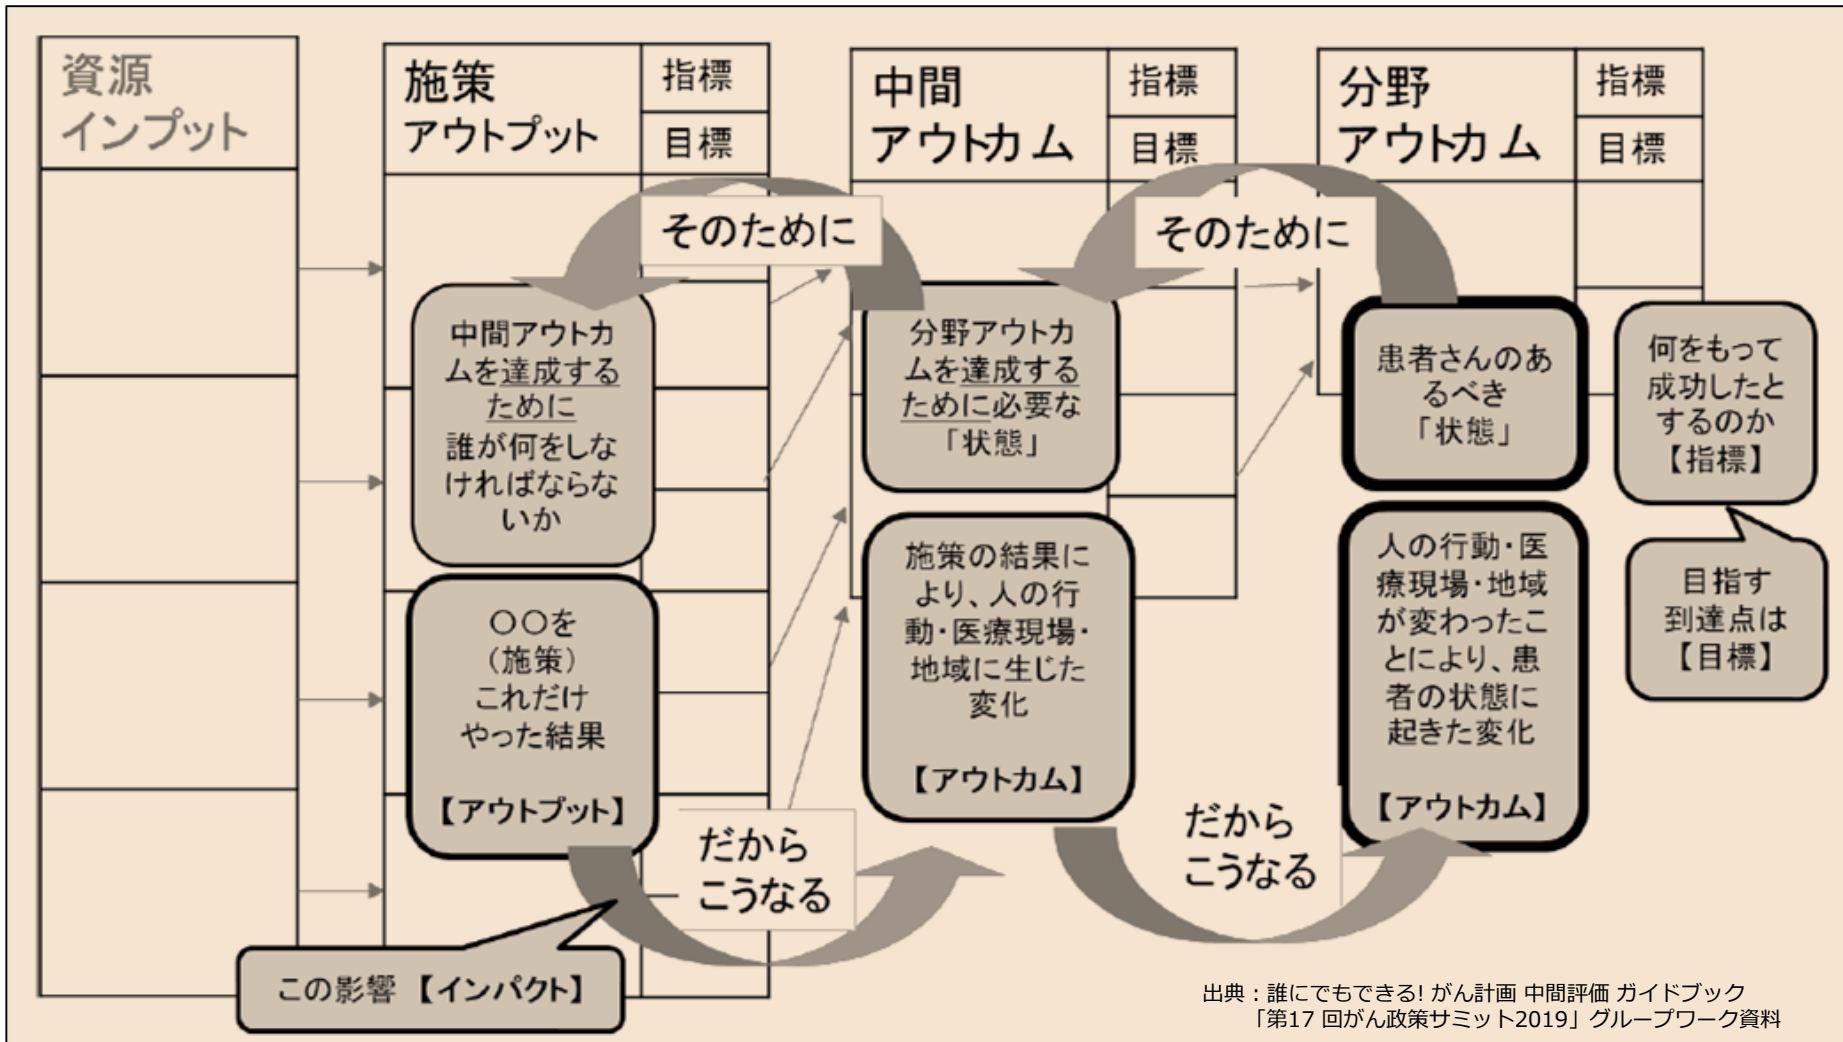 資源
インプット
施策
アウトプット
指標
目標
中間
アウトカム
指標
目標
分野
アウトカム
指標
目標
そのために
そのために
中間アウトカ
ムを達成する
ために
誰が何をしな
ければならな
いか
分野アウトカ
ムを達成する
ために必要な
「状態」
患者さんのあ
るべき
「状態」
何をもって
成功したと
するのか
【指標】
〇〇を
（施策）
これだけ
やった結果
【アウトプット】
施策の結果に
より、人の行
動・医療現場・
地域に生じた
変化
【アウトカム】
人の行動・医
療現場・地域
が変わったこ
とにより、患
者の状態に
起きた変化
【アウトカム】
目指す
到達点は
【目標】
だから
こうなる
だから
こうなる
この影響【インパクト】
出典：誰にでもできる! がん計画 中間評価 ガイドブック
「第17 回がん政策サミット2019」グループワーク資料